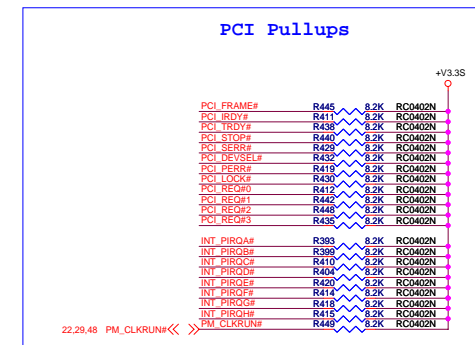 PCI Pullups
+V3.3S
PCI_FRAME# R445 8.2K RC0402N
PCI_IRDY# R411 8.2K RC0402N
PCI_TRDY# R438 8.2K RC0402N
PCI_STOP# R440 8.2K RC0402N
PCI_SERR# R429 8.2K RC0402N
PCI_DEVSEL# R432 8.2K RC0402N
PCI_PERR# R419 8.2K RC0402N
PCI_LOCK# R430 8.2K RC0402N
PCI_REQ#0 R412 8.2K RC0402N
PCI_REQ#1 R442 8.2K RC0402N
PCI_REQ#2 R448 8.2K RC0402N
PCI_REQ#3 R435 8.2K RC0402N
INT_PIRQA# R393 8.2K RC0402N
INT_PIRQB# R399 8.2K RC0402N
INT_PIRQC# R410 8.2K RC0402N
INT_PIRQD# R404 8.2K RC0402N
INT_PIRQE# R420 8.2K RC0402N
INT_PIRQF# R414 8.2K RC0402N
INT_PIRQG# R418 8.2K RC0402N
INT_PIRQH# R415 8.2K RC0402N
22,29,48 PM_CLKRUN# PM_CLKRUN# R449 8.2K RC0402N